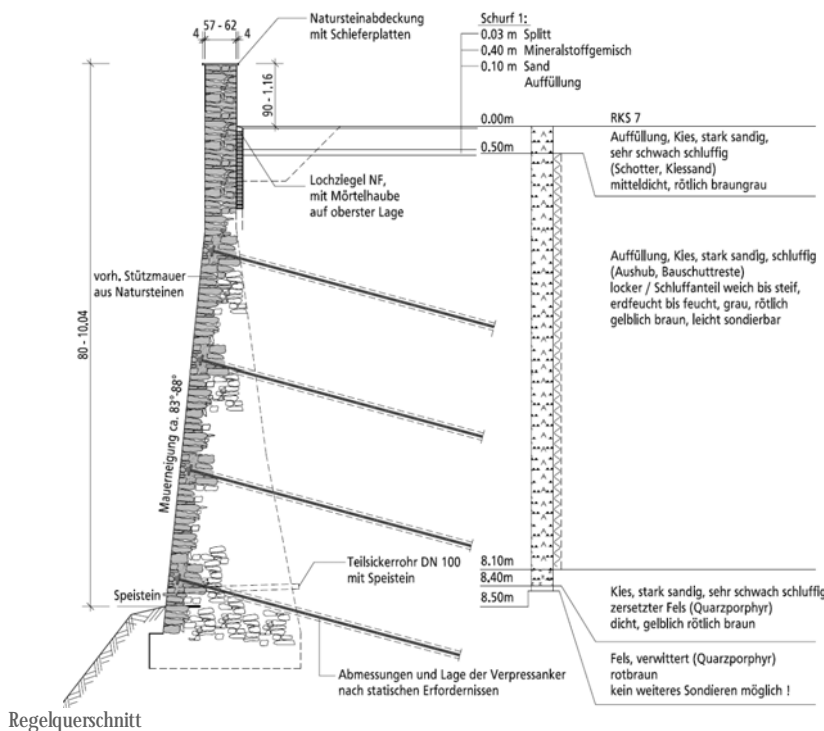 57 - 62
4
4
Natursteinabdeckung
mit Schieferplatten
Schurf 1:
0.03 m Splitt
0.40 m Mineralstoffgemisch
0.10 m Sand
Auffüllung
90 - 1,16
0.00m
RKS 7
0.50m
Auffüllung, Kies, stark sandig,
sehr schwach schluffig
(Schotter, Kiessand)
mitteldicht, rötlich braungrau
Lochziegel NF,
mit Mörtelhaube
auf oberster Lage
vorh. Stützmauer
aus Natursteinen
Auffüllung, Kies, stark sandig, schluffig
(Aushub, Bauschuttreste)
locker / Schluffanteil weich bis steif,
erdfeucht bis feucht, grau, rötlich
gelblich braun, leicht sondierbar
80 - 10,04
Mauerneigung ca. 83°-88°
Teilsickerrohr DN 100
mit Speistein
Speistein
8.10m
8.40m
8.50m
Kies, stark sandig, sehr schwach schluffig
zersetzter Fels (Quarzporphyr)
dicht, gelblich rötlich braun
Fels, verwittert (Quarzporphyr)
rotbraun
kein weiteres Sondieren möglich !
Abmessungen und Lage der Verpressanker
nach statischen Erfordernissen
Regelquerschnitt